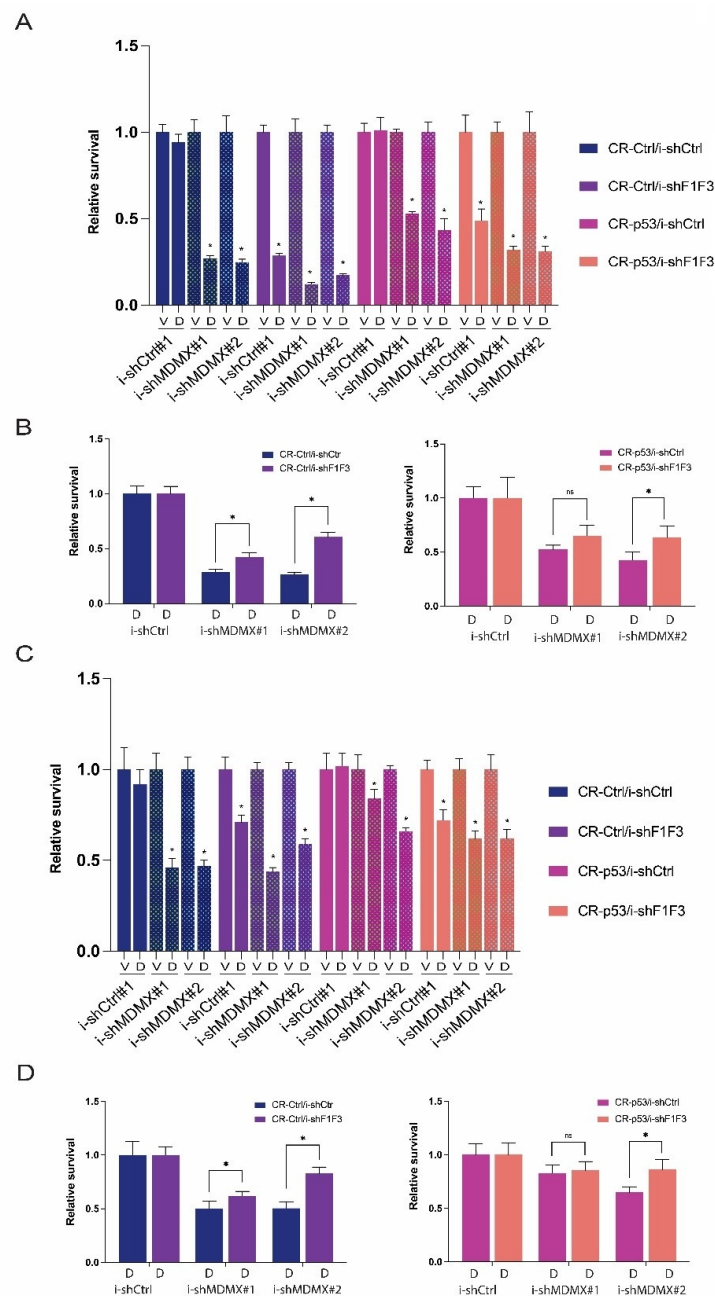 A
1.5
1.0
0.5
0.0
Relative survival
V D V D V D V D V D V D V D V D V D V D V D V D
i-shCtrl#1 i-shMDMX#1 i-shMDMX#2 i-shCtrl#1 i-shMDMX#1 i-shMDMX#2 i-shCtrl#1 i-shMDMX#1 i-shMDMX#2 i-shCtrl#1 i-shMDMX#1 i-shMDMX#2
* * * * * * * * * *
CR-Ctrl/i-shCtrl
CR-Ctrl/i-shF1F3
CR-p53/i-shCtrl
CR-p53/i-shF1F3
B
1.5
1.0
0.5
0.0
Relative survival
CR-Ctrl/i-shCtr
CR-Ctrl/i-shF1F3
* *
D D D D D D
i-shCtrl i-shMDMX#1 i-shMDMX#2
1.5
1.0
0.5
0.0
Relative survival
CR-p53/i-shCtrl
CR-p53/i-shF1F3
ns *
D D D D D D
i-shCtrl i-shMDMX#1 i-shMDMX#2
C
1.5
1.0
0.5
0.0
Relative survival
* * * * * * * * * *
V D V D V D V D V D V D V D V D V D V D V D V D
i-shCtrl#1 i-shMDMX#1 i-shMDMX#2 i-shCtrl#1 i-shMDMX#1 i-shMDMX#2 i-shCtrl#1 i-shMDMX#1 i-shMDMX#2 i-shCtrl#1 i-shMDMX#1 i-shMDMX#2
CR-Ctrl/i-shCtrl
CR-Ctrl/i-shF1F3
CR-p53/i-shCtrl
CR-p53/i-shF1F3
D
1.5
1.0
0.5
0.0
Relative survival
CR-Ctrl/i-shCtr
CR-Ctrl/i-shF1F3
* *
D D D D D D
i-shCtrl i-shMDMX#1 i-shMDMX#2
1.5
1.0
0.5
0.0
Relative survival
CR-p53/i-shCtrl
CR-p53/i-shF1F3
ns *
D D D D D D
i-shCtrl i-shMDMX#1 i-shMDMX#2